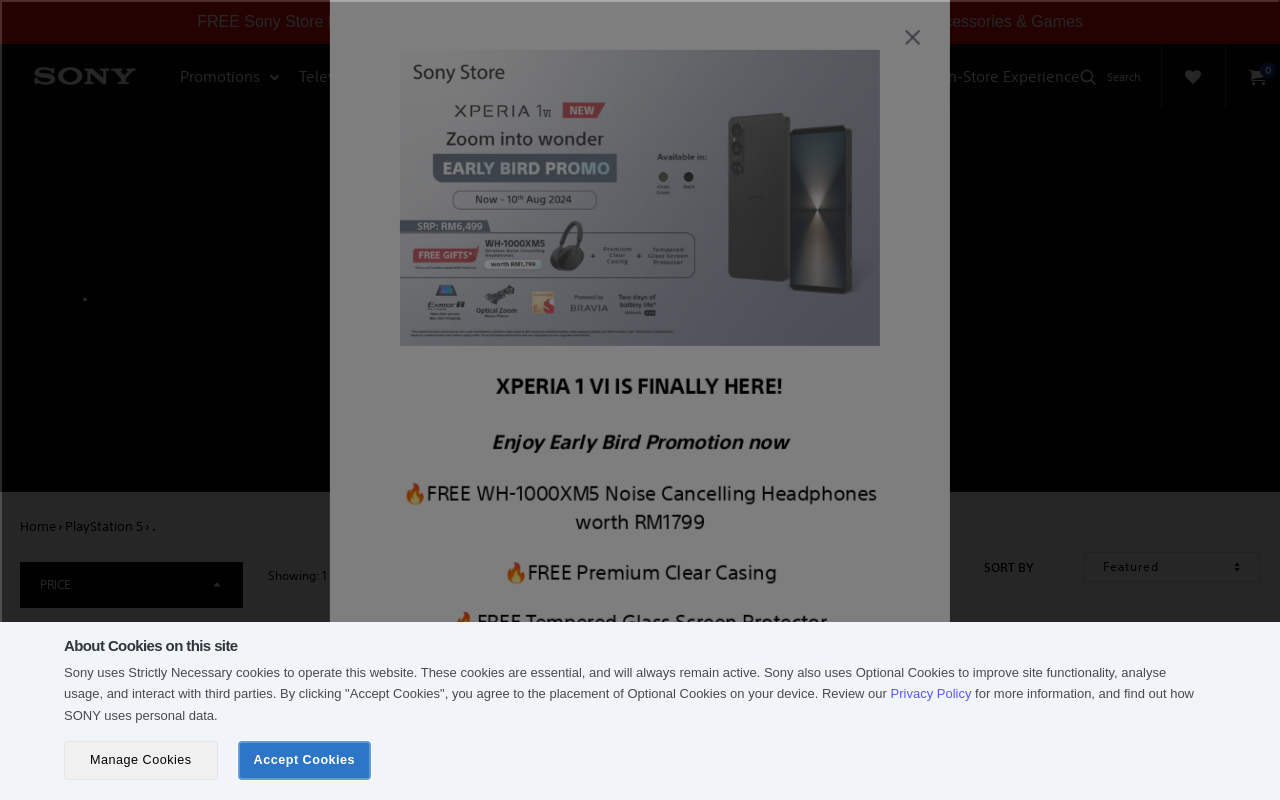 FREE Sony Store
cessories & Games
SONY
Promotions
Telev
n-Store Experience
Search
0
Sony Store
XPERIA 1 VI NEW
Zoom into wonder
EARLY BIRD PROMO
Now - 10th Aug 2024
Available in:
Khaki Green
Black
SRP: RM6,499
FREE GIFTS*
WH-1000XM5
Wireless Noise Cancelling Headphones
worth RM1,799
+ Premium Clear Casing + Tempered Glass Screen Protector
Optical Zoom
Powered by
BRAVIA
Two days of battery life*
XPERIA 1 VI IS FINALLY HERE!
Enjoy Early Bird Promotion now
🔥FREE WH-1000XM5 Noise Cancelling Headphones
worth RM1799
🔥FREE Premium Clear Casing
🔥FREE Tempered Glass Screen Protector
Home › PlayStation 5 › .
PRICE
Showing: 1
SORT BY
Featured
About Cookies on this site
Sony uses Strictly Necessary cookies to operate this website. These cookies are essential, and will always remain active. Sony also uses Optional Cookies to improve site functionality, analyse
usage, and interact with third parties. By clicking "Accept Cookies", you agree to the placement of Optional Cookies on your device. Review our Privacy Policy for more information, and find out how
SONY uses personal data.
Manage Cookies
Accept Cookies